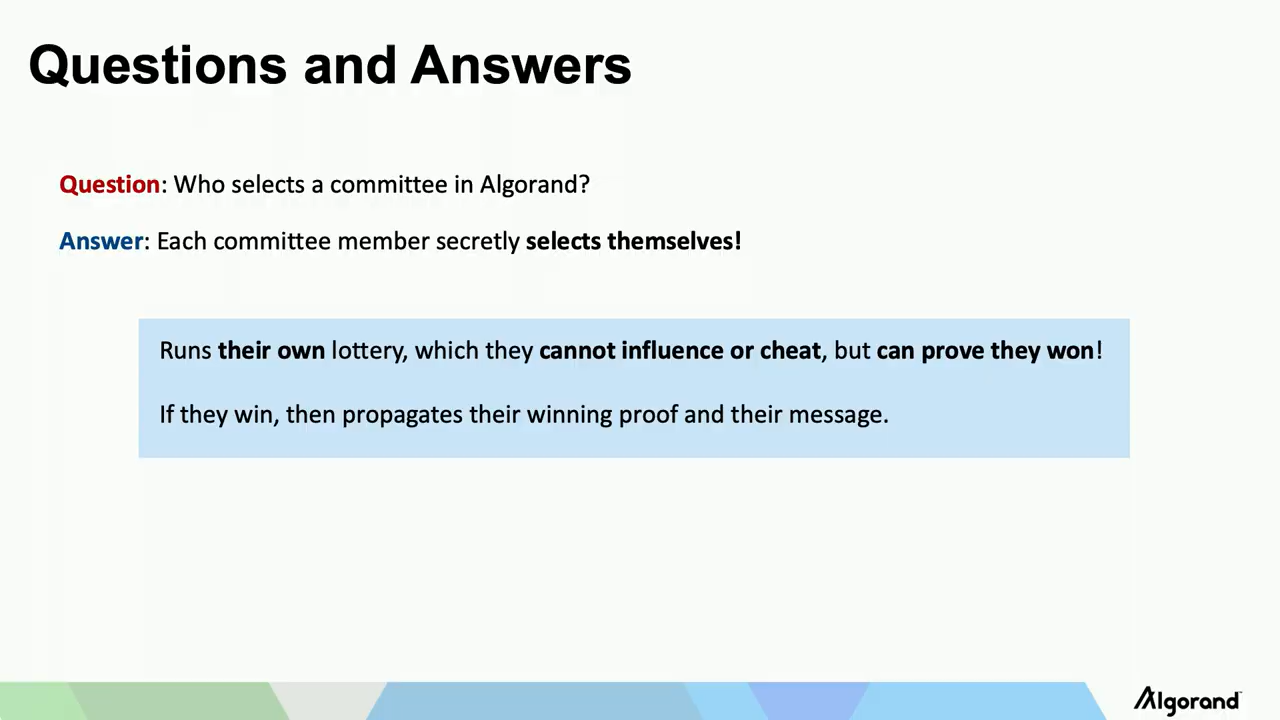 Questions and Answers
Question: Who selects a committee in Algorand?
Answer: Each committee member secretly selects themselves!
Runs their own lottery, which they cannot influence or cheat, but can prove they won!
If they win, then propagates their winning proof and their message.
Algorand